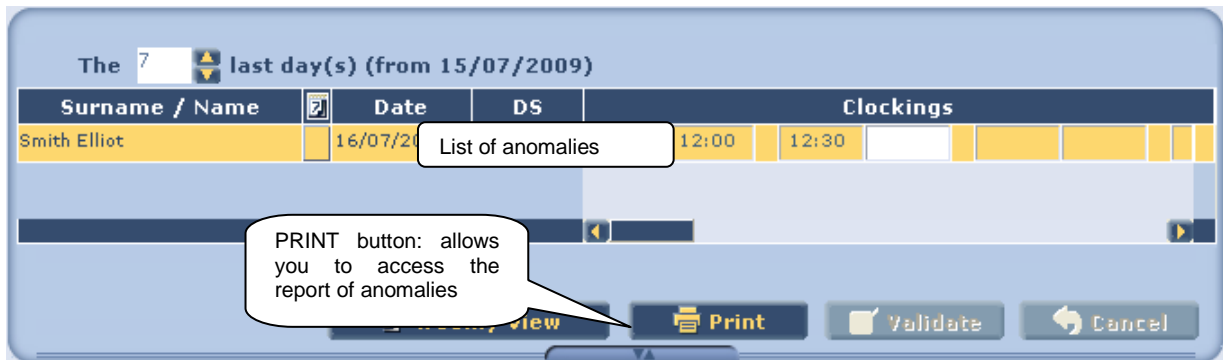 The 7 last day(s) (from 15/07/2009)
Surname / Name Date DS Clockings
Smith Elliot 16/07/20 12:00 12:30
List of anomalies
PRINT button: allows
you to access the
report of anomalies
view Print Validate Cancel